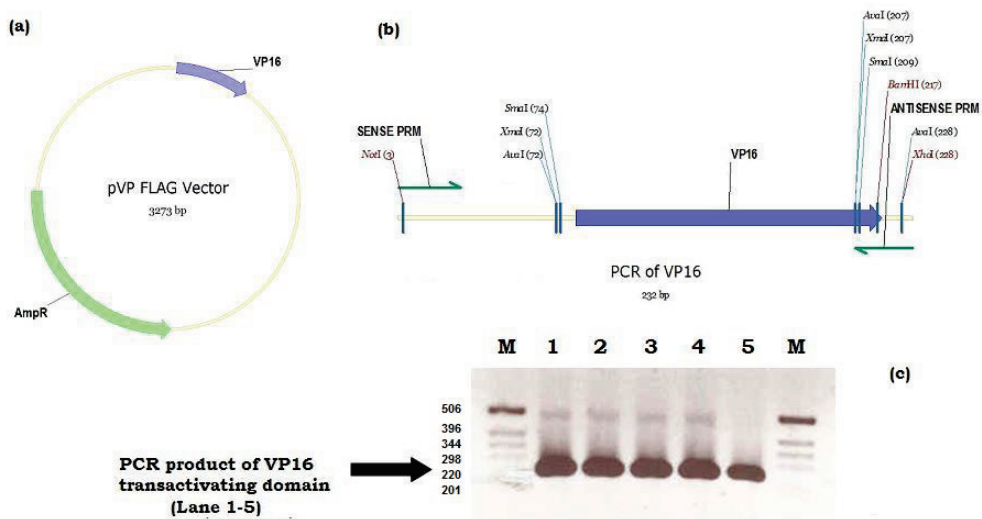 (a)
VP16
pVP FLAG Vector
3273 bp
AmpR
(b)
AvaI (207)
XmaI (207)
SmaI (209)
BamHI (217)
ANTISENSE PRM
AvaI (228)
XhoI (228)
SmaI (74)
XmaI (72)
AvaI (72)
SENSE PRM
NotI (3)
VP16
PCR of VP16
232 bp
M 1 2 3 4 5 M
(c)
506
396
344
298
220
201
PCR product of VP16
transactivating domain
(Lane 1-5)